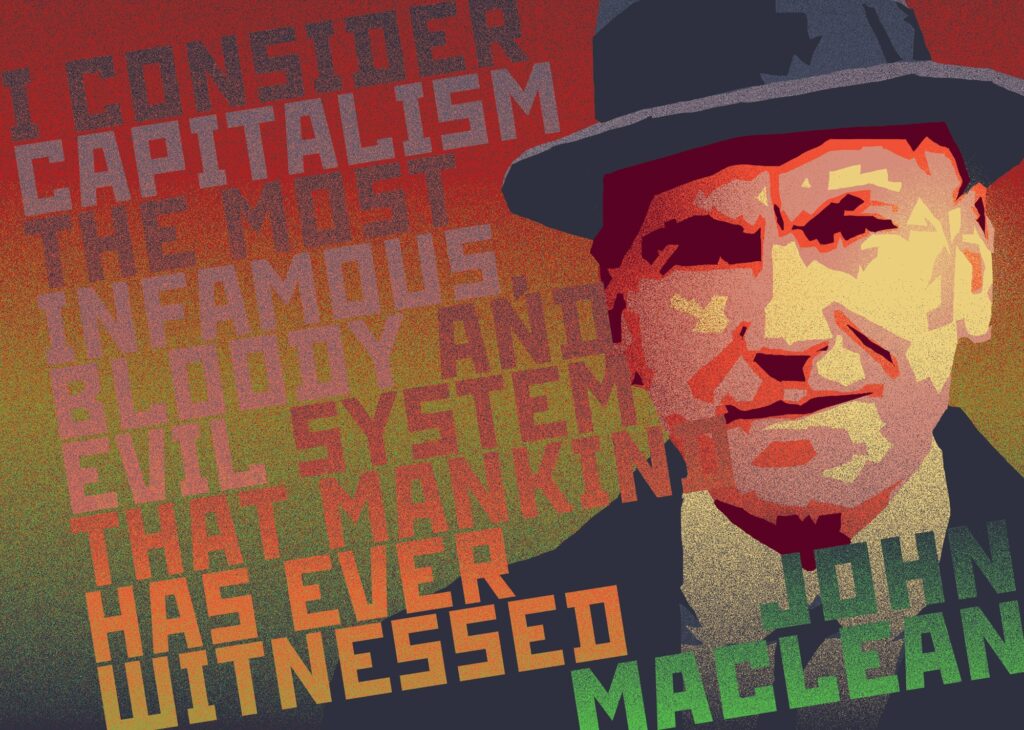 I CONSIDER
CAPITALISM
THE MOST
INFAMOUS
BLOODY AND
EVIL SYSTEM
THAT MANKIND
HAS EVER
WITNESSED
JOHN
MACLEAN